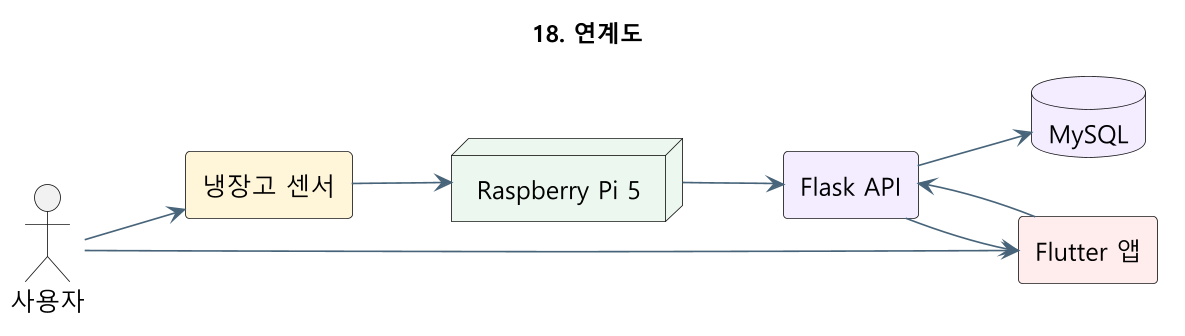 18. 연계도
MySQL
냉장고 센서
Raspberry Pi 5
Flask API
Flutter 앱
사용자